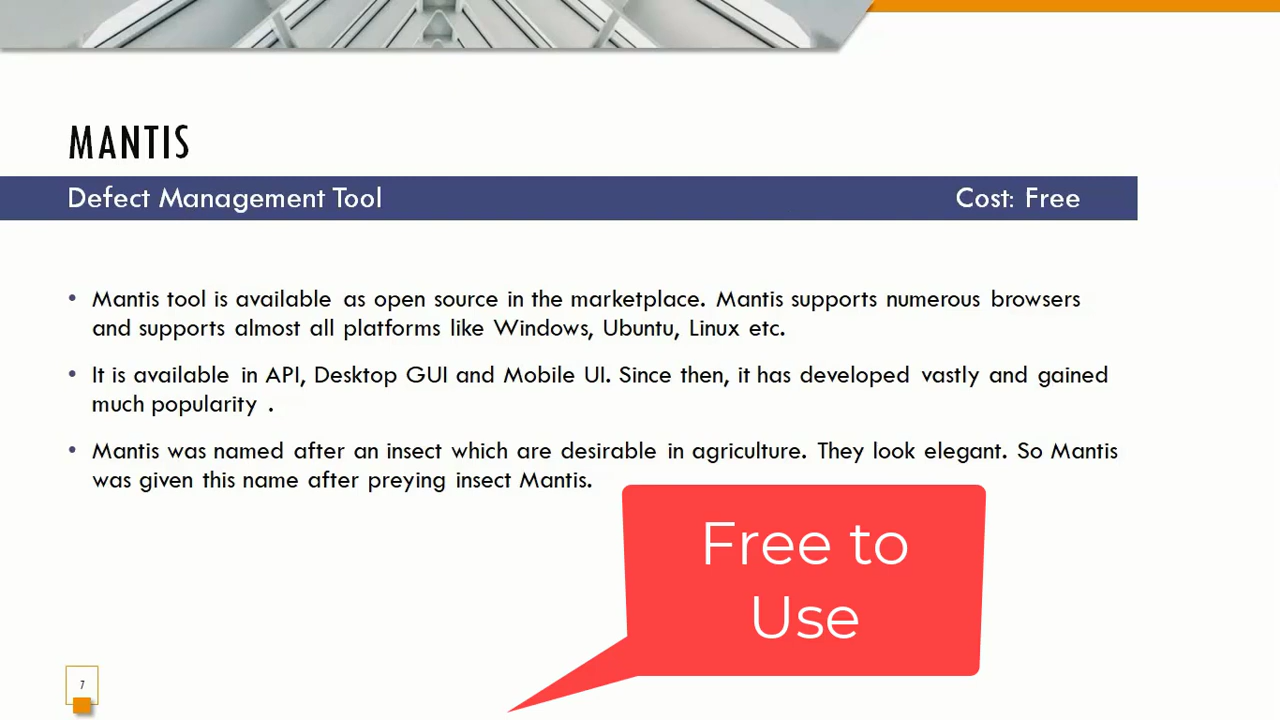 MANTIS
Defect Management Tool Cost: Free
• Mantis tool is available as open source in the marketplace. Mantis supports numerous browsers
and supports almost all platforms like Windows, Ubuntu, Linux etc.
• It is available in API, Desktop GUI and Mobile UI. Since then, it has developed vastly and gained
much popularity .
• Mantis was named after an insect which are desirable in agriculture. They look elegant. So Mantis
was given this name after preying insect Mantis.
Free to
Use
7